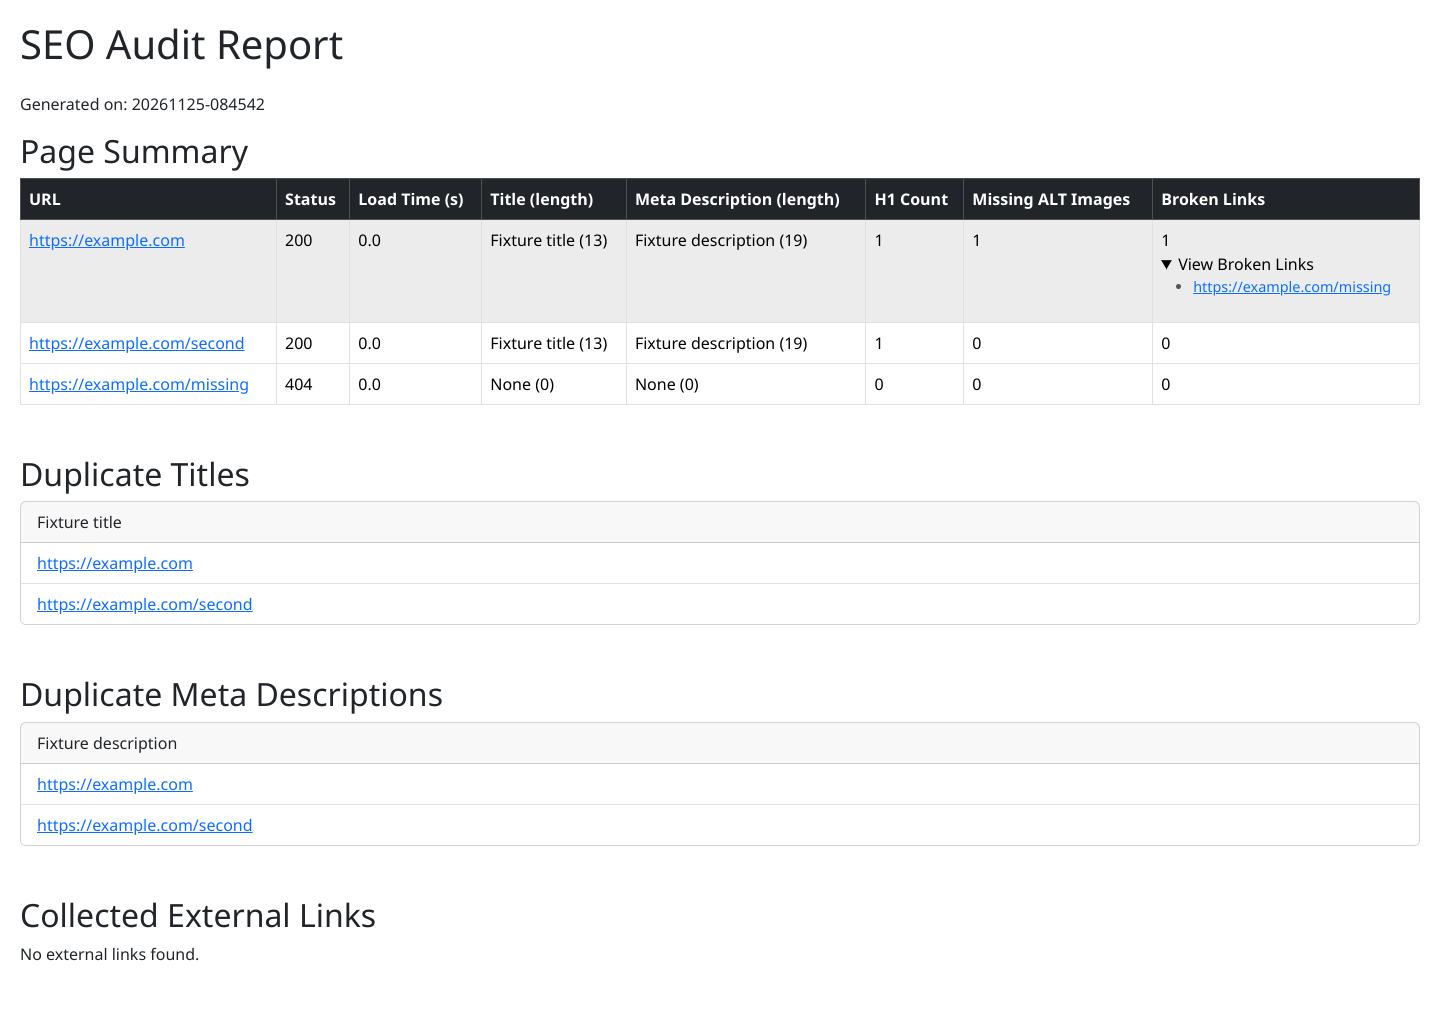 SEO Audit Report
Generated on: 20261125-084542
Page Summary
URL Status Load Time (s) Title (length) Meta Description (length) H1 Count Missing ALT Images Broken Links
https://example.com 200 0.0 Fixture title (13) Fixture description (19) 1 1 1
View Broken Links
https://example.com/missing
https://example.com/second 200 0.0 Fixture title (13) Fixture description (19) 1 0 0
https://example.com/missing 404 0.0 None (0) None (0) 0 0 0
Duplicate Titles
Fixture title
https://example.com
https://example.com/second
Duplicate Meta Descriptions
Fixture description
https://example.com
https://example.com/second
Collected External Links
No external links found.